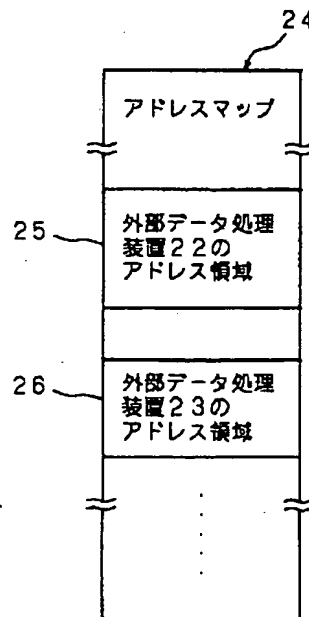 24
アドレスマップ
25
外部データ処理
装置22の
アドレス領域
26
外部データ処理
装置23の
アドレス領域